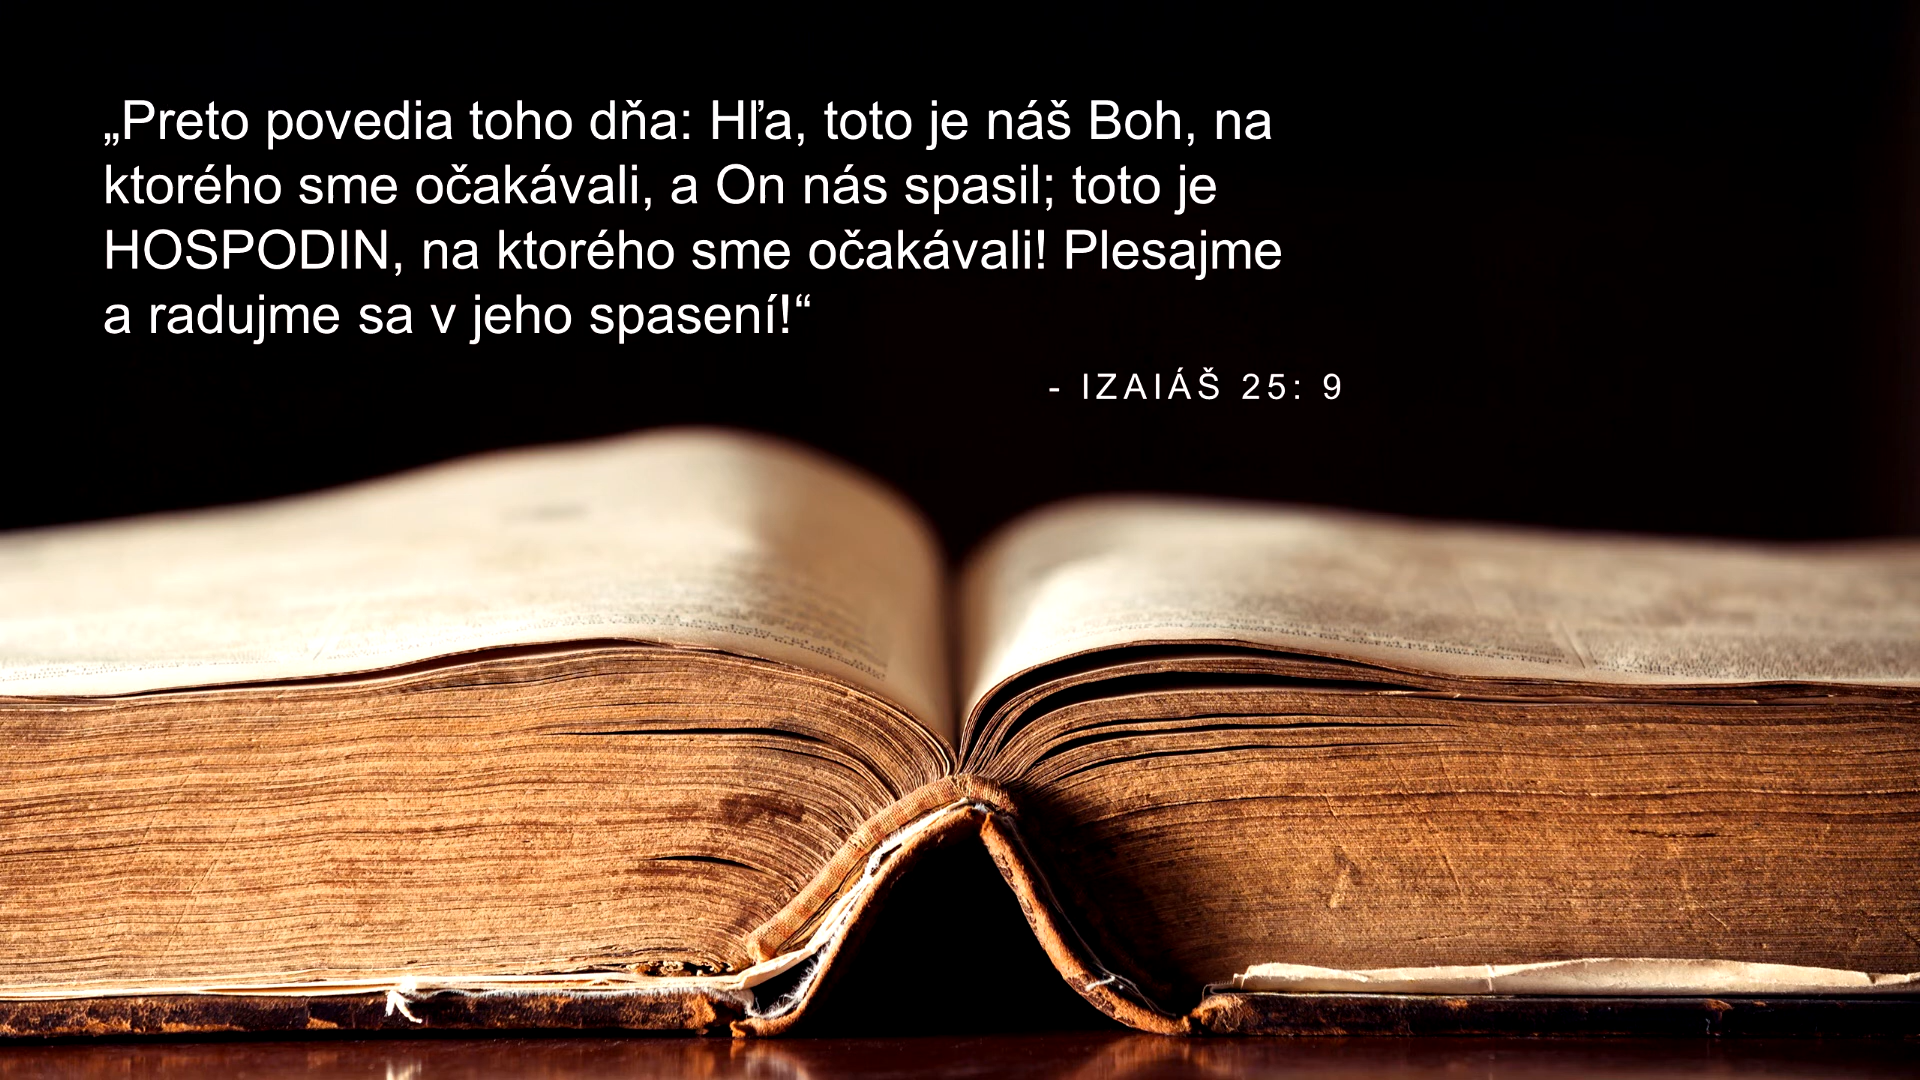 „Preto povedia toho dňa: Hľa, toto je náš Boh, na
ktorého sme očakávali, a On nás spasil; toto je
HOSPODIN, na ktorého sme očakávali! Plesajme
a radujme sa v jeho spasení!“
- IZAIÁŠ 25: 9